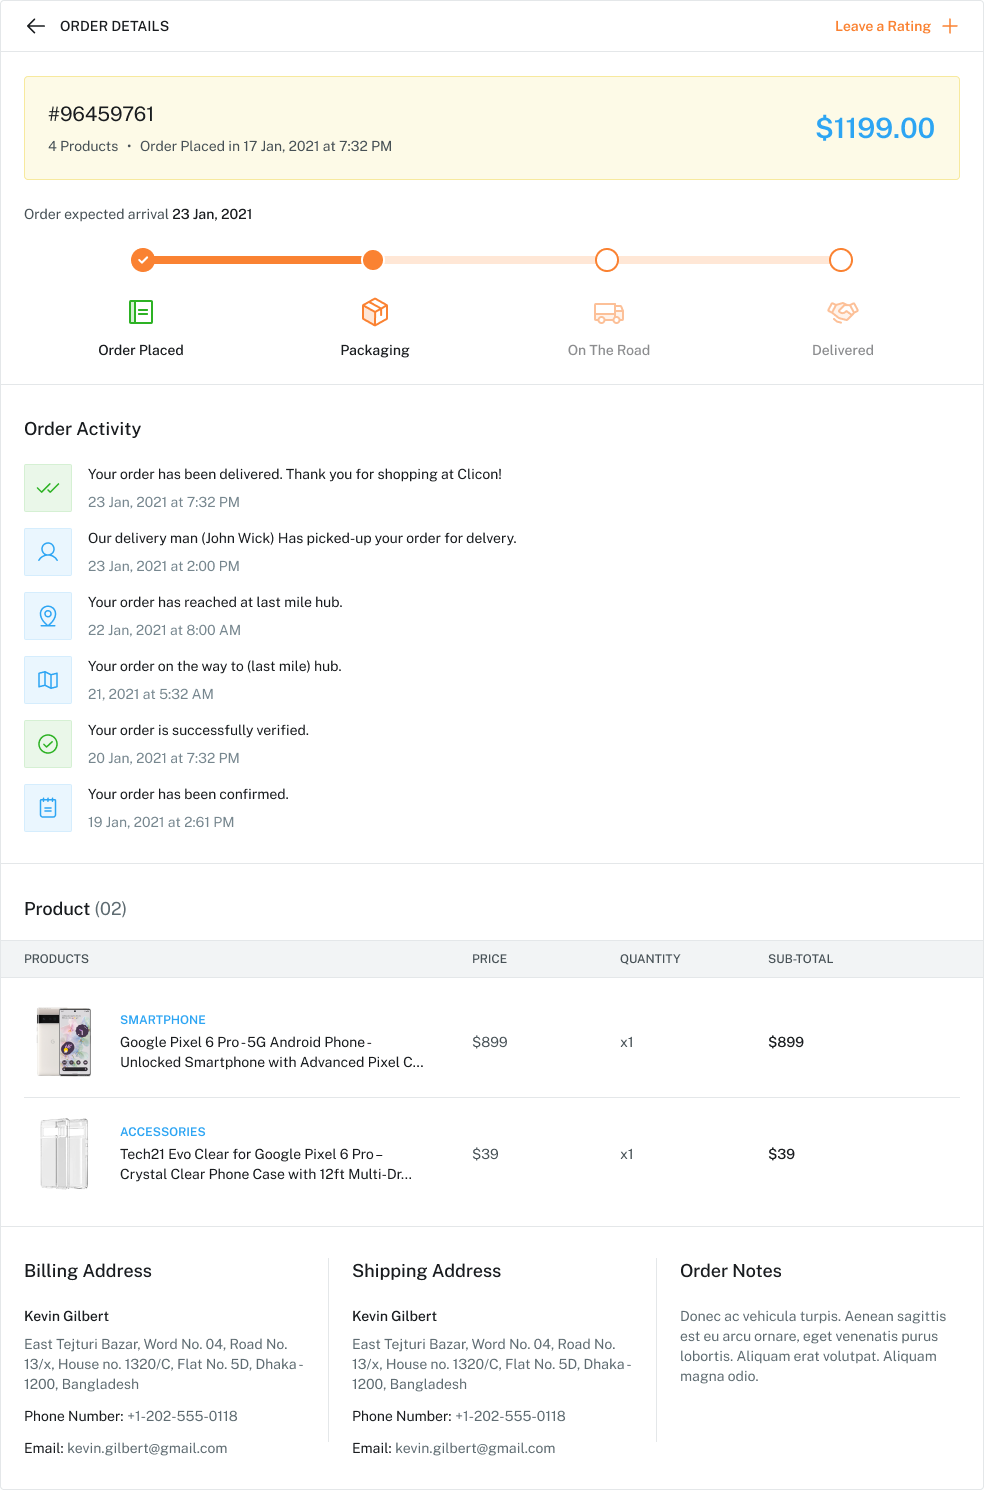 ORDER DETAILS
Leave a Rating
#96459761
4 Products • Order Placed in 17 Jan, 2021 at 7:32 PM
$1199.00
Order expected arrival 23 Jan, 2021
Order Placed
Packaging
On The Road
Delivered
Order Activity
Your order has been delivered. Thank you for shopping at Clicon!
23 Jan, 2021 at 7:32 PM
Our delivery man (John Wick) Has picked-up your order for delvery.
23 Jan, 2021 at 2:00 PM
Your order has reached at last mile hub.
22 Jan, 2021 at 8:00 AM
Your order on the way to (last mile) hub.
21, 2021 at 5:32 AM
Your order is successfully verified.
20 Jan, 2021 at 7:32 PM
Your order has been confirmed.
19 Jan, 2021 at 2:61 PM
Product (02)
PRODUCTS PRICE QUANTITY SUB-TOTAL
SMARTPHONE
Google Pixel 6 Pro - 5G Android Phone -
Unlocked Smartphone with Advanced Pixel C...
$899 x1 $899
ACCESSORIES
Tech21 Evo Clear for Google Pixel 6 Pro –
Crystal Clear Phone Case with 12ft Multi-Dr...
$39 x1 $39
Billing Address
Kevin Gilbert
East Tejturi Bazar, Word No. 04, Road No.
13/x, House no. 1320/C, Flat No. 5D, Dhaka -
1200, Bangladesh
Phone Number: +1-202-555-0118
Email: kevin.gilbert@gmail.com
Shipping Address
Kevin Gilbert
East Tejturi Bazar, Word No. 04, Road No.
13/x, House no. 1320/C, Flat No. 5D, Dhaka -
1200, Bangladesh
Phone Number: +1-202-555-0118
Email: kevin.gilbert@gmail.com
Order Notes
Donec ac vehicula turpis. Aenean sagittis
est eu arcu ornare, eget venenatis purus
lobortis. Aliquam erat volutpat. Aliquam
magna odio.